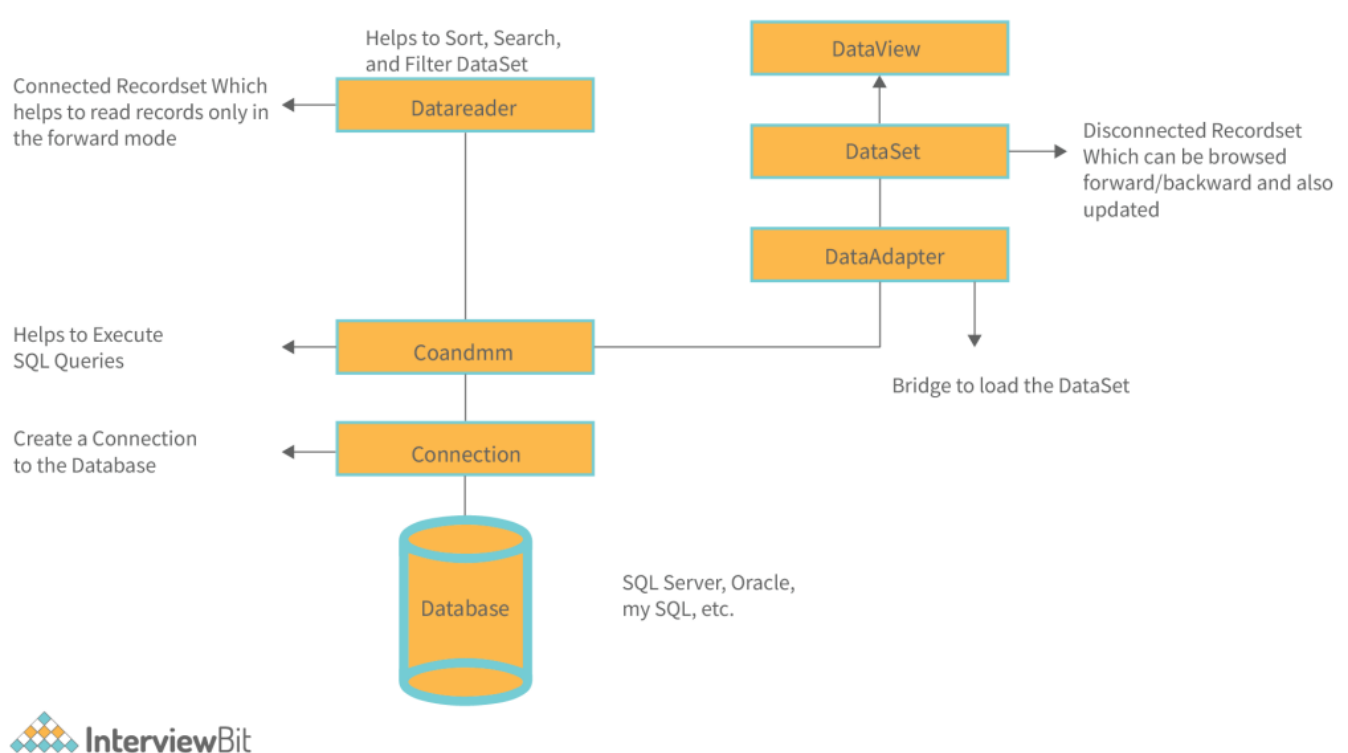 Helps to Sort, Search,
and Filter DataSet
DataView
Connected Recordset Which
helps to read records only in
the forward mode
Datareader
DataSet
Disconnected Recordset
Which can be browsed
forward/backward and also
updated
DataAdapter
Helps to Execute
SQL Queries
Coandmm
Bridge to load the DataSet
Create a Connection
to the Database
Connection
Database
SQL Server, Oracle,
my SQL, etc.
InterviewBit